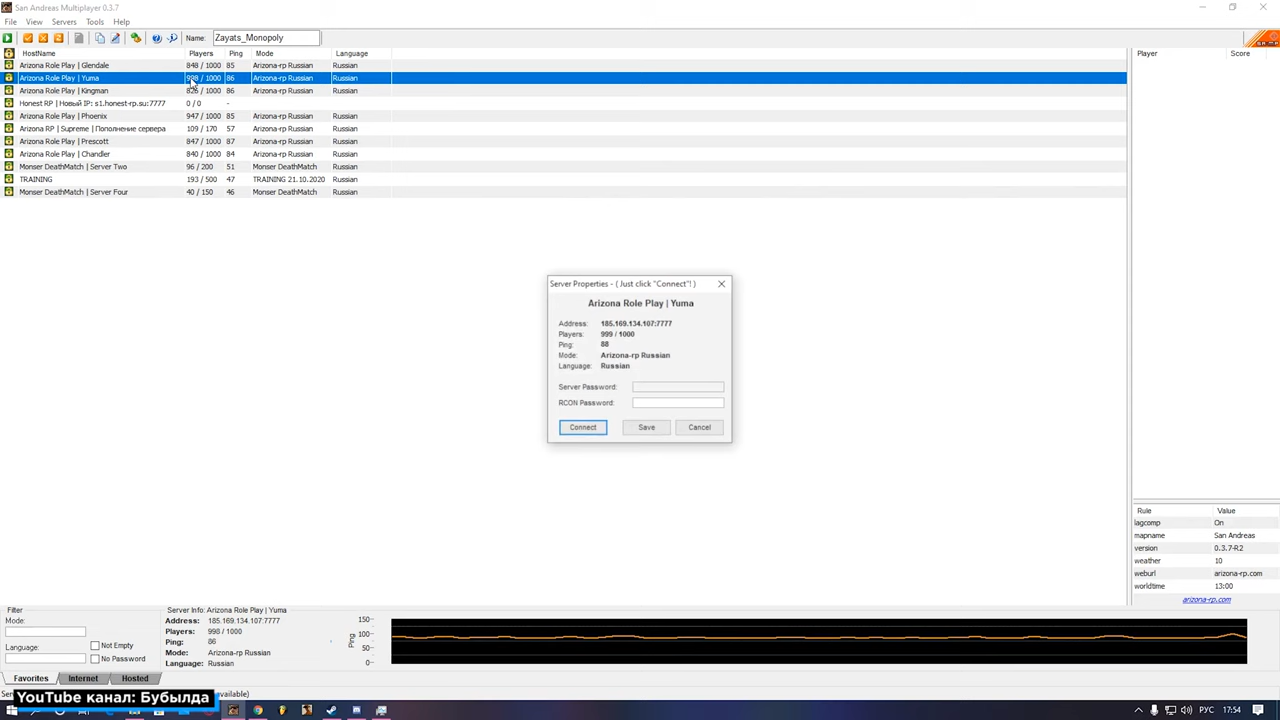 San Andreas Multiplayer 0.3.7
File View Servers Tools Help
Name: Zayats_Monopoly
HostName Players Ping Mode Language
Arizona Role Play | Glendale 848 / 1000 85 Arizona-rp Russian Russian
Arizona Role Play | Yuma 998 / 1000 86 Arizona-rp Russian Russian
Arizona Role Play | Kingman 826 / 1000 86 Arizona-rp Russian Russian
Honest RP | Новый IP: s1.honest-rp.su:7777 0 / 0 -
Arizona Role Play | Phoenix 947 / 1000 85 Arizona-rp Russian Russian
Arizona RP | Supreme | Пополнение сервера 109 / 170 57 Arizona-rp Russian Russian
Arizona Role Play | Prescott 847 / 1000 87 Arizona-rp Russian Russian
Arizona Role Play | Chandler 840 / 1000 84 Arizona-rp Russian Russian
Monser DeathMatch | Server Two 96 / 200 51 Monser DeathMatch Russian
TRAINING 193 / 500 47 TRAINING 21.10.2020 Russian
Monser DeathMatch | Server Four 40 / 150 46 Monser DeathMatch Russian
Player Score
Server Properties - ( Just click "Connect"! )
Arizona Role Play | Yuma
Address: 185.169.134.107:7777
Players: 999 / 1000
Ping: 88
Mode: Arizona-rp Russian
Language: Russian
Server Password:
RCON Password:
Connect Save Cancel
Rule Value
lagcomp On
mapname San Andreas
version 0.3.7-R2
weather 10
weburl arizona-rp.com
worldtime 13:00
arizona-rp.com
Filter
Mode:
Language:
Not Empty
No Password
Server Info: Arizona Role Play | Yuma
Address: 185.169.134.107:7777
Players: 998 / 1000
Ping: 86
Mode: Arizona-rp Russian
Language: Russian
Ping
150
100
50
0
Favorites Internet Hosted
YouTube канал: Бубылда
available)
РУС 17:54